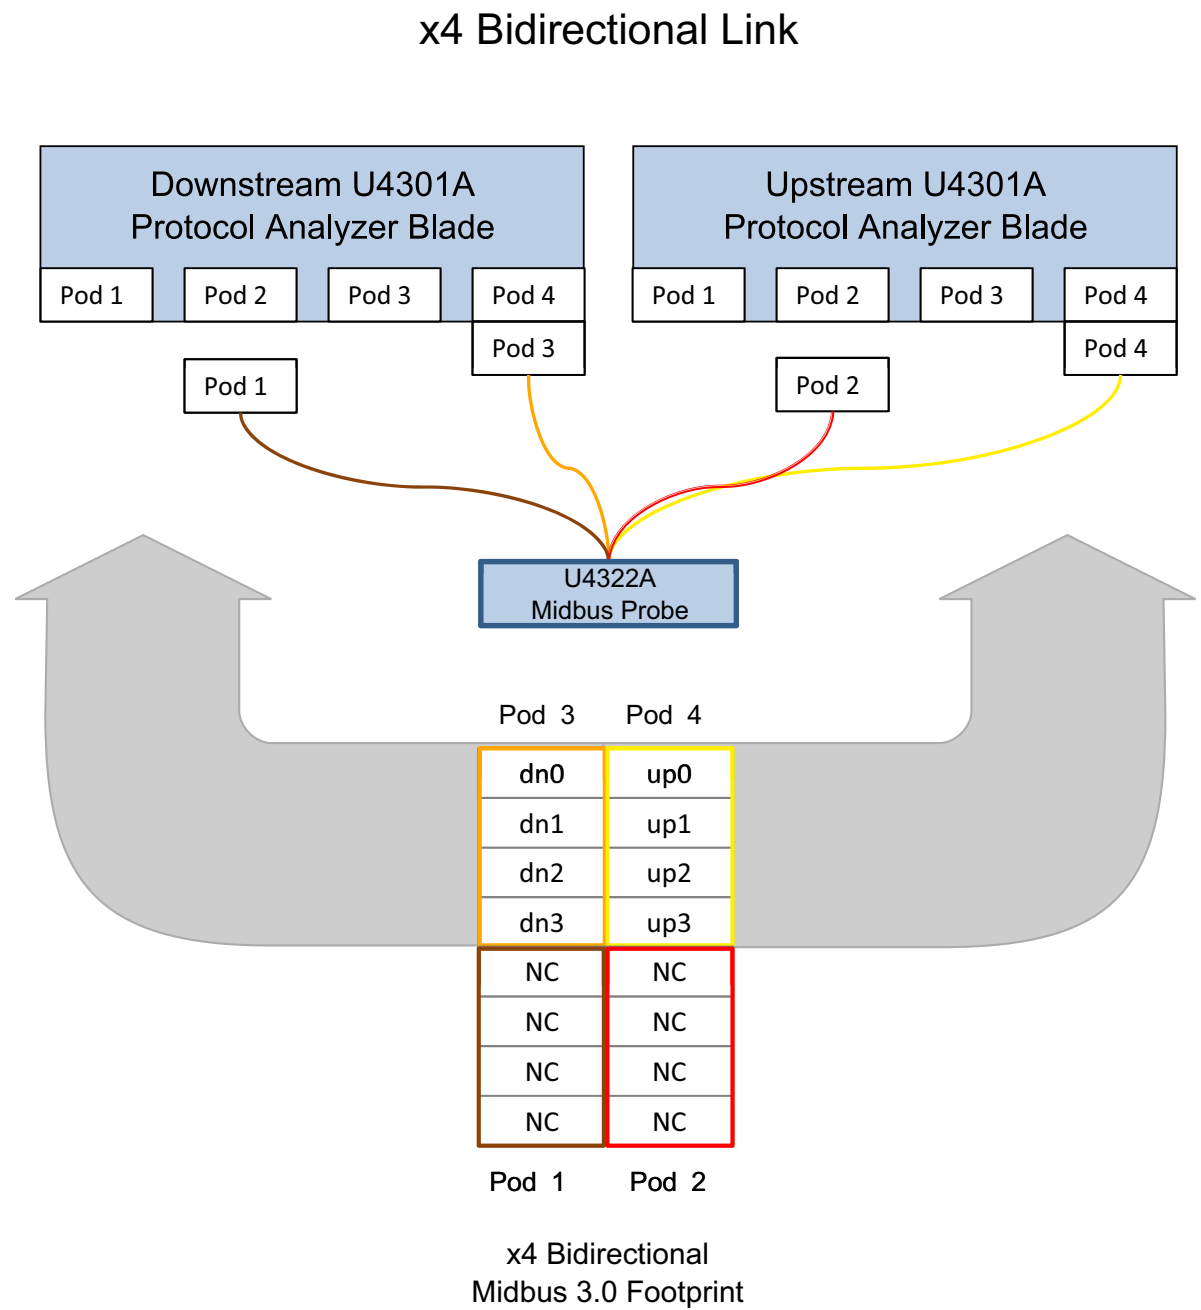 x4 Bidirectional Link
Downstream U4301A
Protocol Analyzer Blade
Pod 1
Pod 2
Pod 3
Pod 4
Upstream U4301A
Protocol Analyzer Blade
Pod 1
Pod 2
Pod 3
Pod 4
Pod 3
Pod 4
Pod 1
Pod 2
U4322A
Midbus Probe
Pod 3
Pod 4
dn0
up0
dn1
up1
dn2
up2
dn3
up3
NC
NC
NC
NC
NC
NC
NC
NC
Pod 1
Pod 2
x4 Bidirectional
Midbus 3.0 Footprint